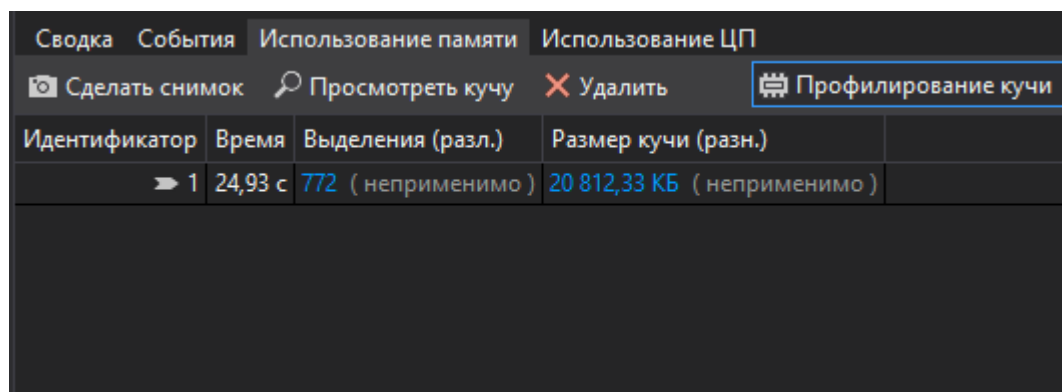 Сводка События Использование памяти Использование ЦП
Сделать снимок Просмотреть кучу Удалить Профилирование кучи
Идентификатор Время Выделения (разл.) Размер кучи (разн.)
1 24,93 с 772 ( неприменимо ) 20 812,33 КБ ( неприменимо )